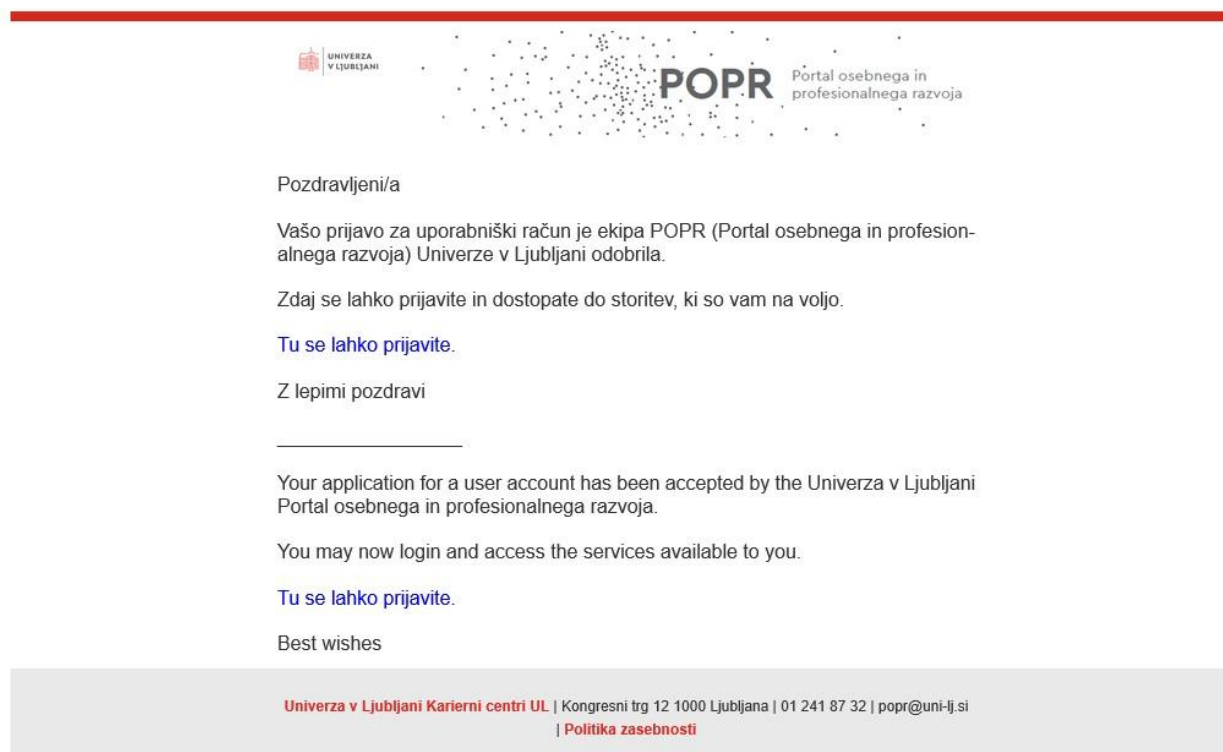 UNIVERZA
V LJUBLJANI
POPR
Portal osebnega in
profesionalnega razvoja
Pozdravljeni/a
Vašo prijavo za uporabniški račun je ekipa POPR (Portal osebnega in profesion-
alnega razvoja) Univerze v Ljubljani odobrila.
Zdaj se lahko prijavite in dostopate do storitev, ki so vam na voljo.
Tu se lahko prijavite.
Z lepimi pozdravi
_________________
Your application for a user account has been accepted by the Univerza v Ljubljani
Portal osebnega in profesionalnega razvoja.
You may now login and access the services available to you.
Tu se lahko prijavite.
Best wishes
Univerza v Ljubljani Karierni centri UL | Kongresni trg 12 1000 Ljubljana | 01 241 87 32 | popr@uni-lj.si
| Politika zasebnosti